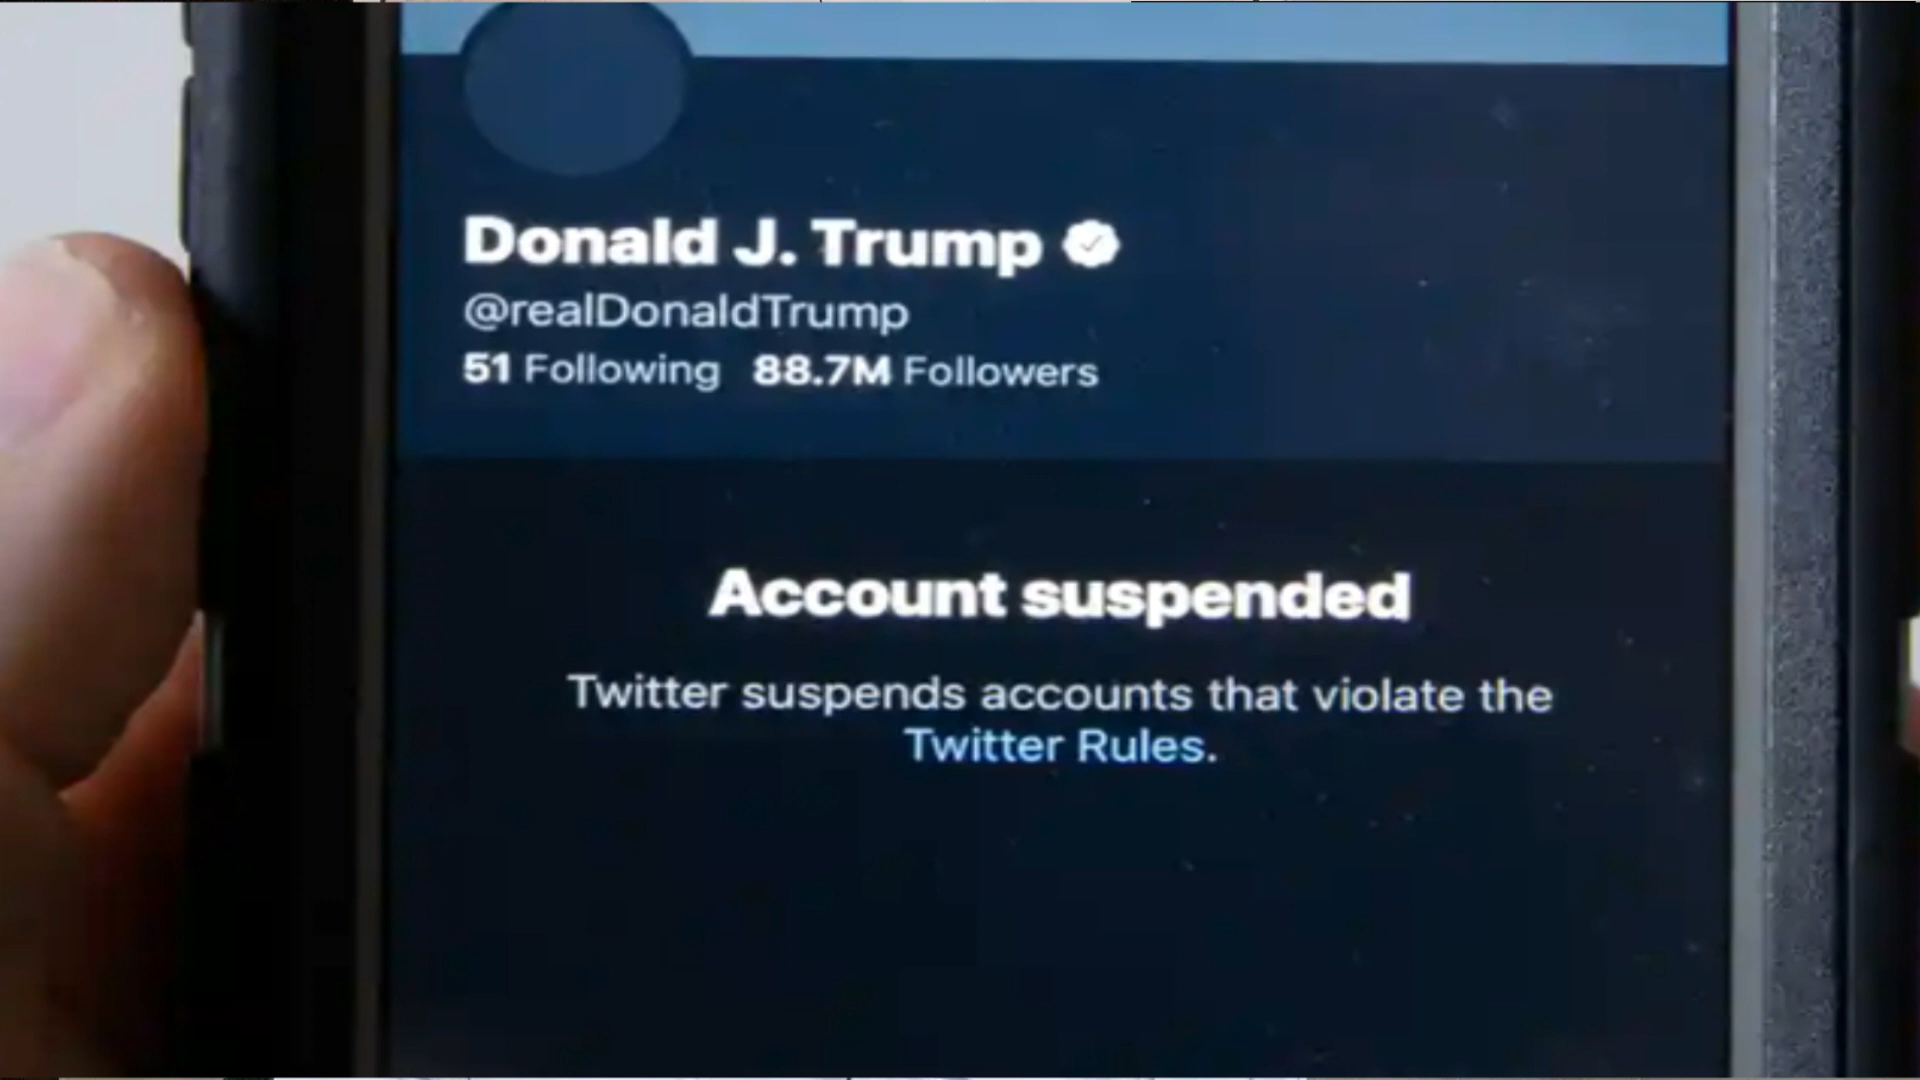 Donald J. Trump
@realDonaldTrump
51 Following 88.7M Followers
Account suspended
Twitter suspends accounts that violate the
Twitter Rules.